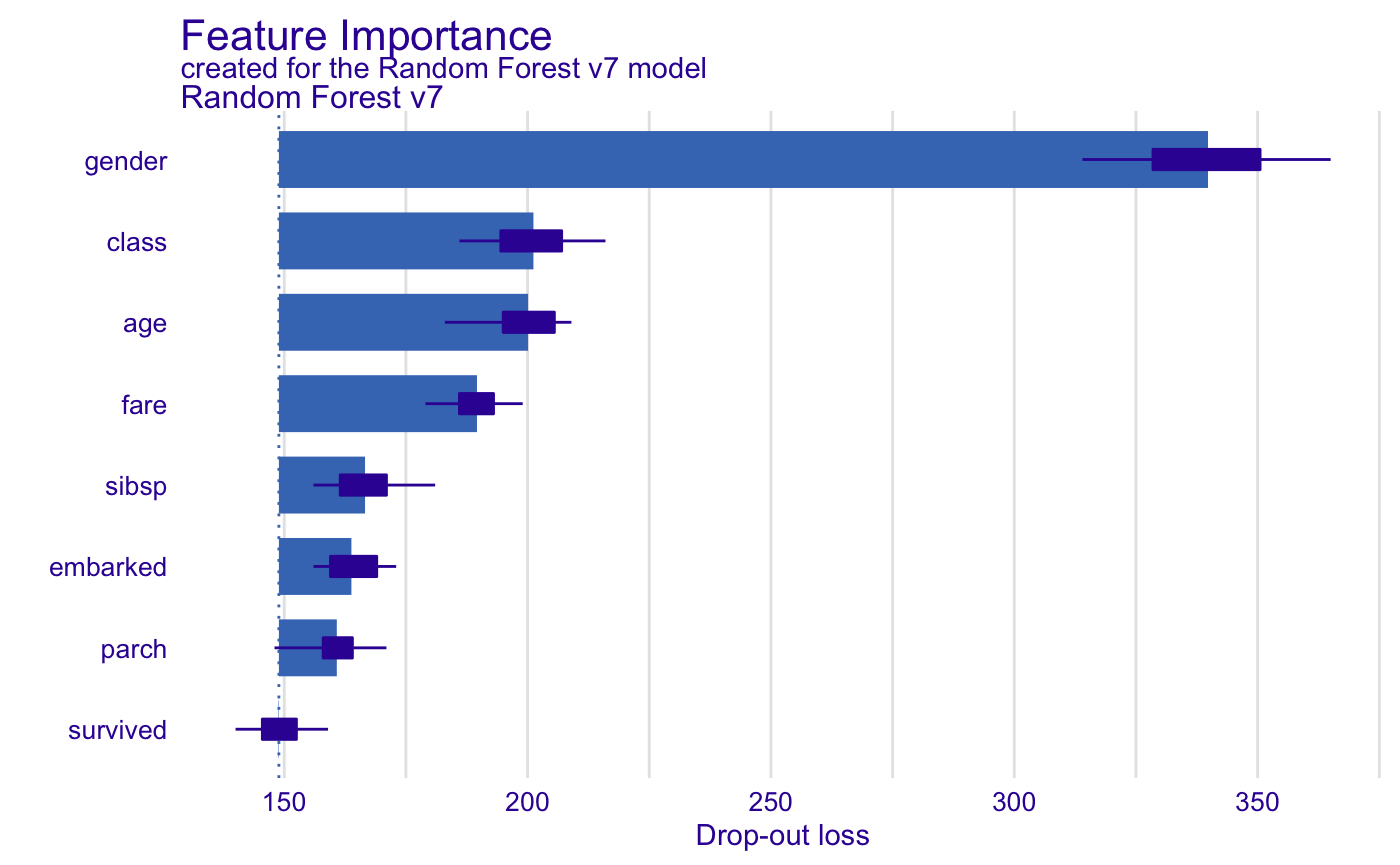 Feature Importance
created for the Random Forest v7 model
Random Forest v7
gender
class
age
fare
sibsp
embarked
parch
survived
150 200 250 300 350
Drop-out loss